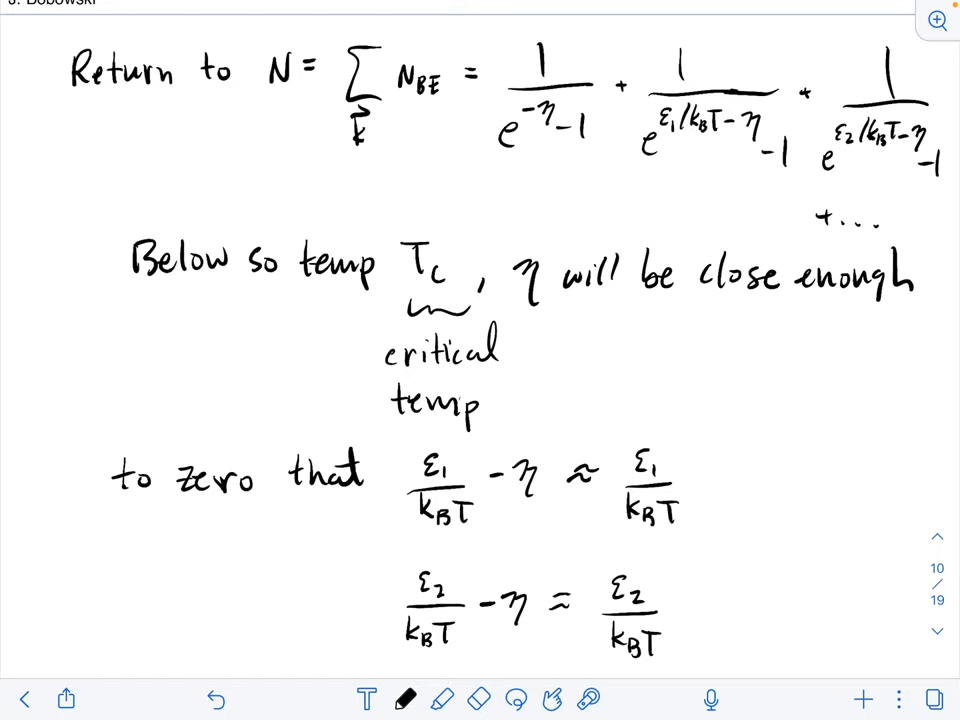 J. Bobowski
Return to N = Σ_k⃗ n_BE = 1/(e^{-η} - 1) + 1/(e^{ε₁/k_BT - η} - 1) + 1/(e^{ε₂/k_BT - η} - 1)
+ ...
Below so temp T_c, η will be close enough
critical
temp
to zero that ε₁/k_BT - η ≈ ε₁/k_BT
ε₂/k_BT - η ≈ ε₂/k_BT
10
/
19